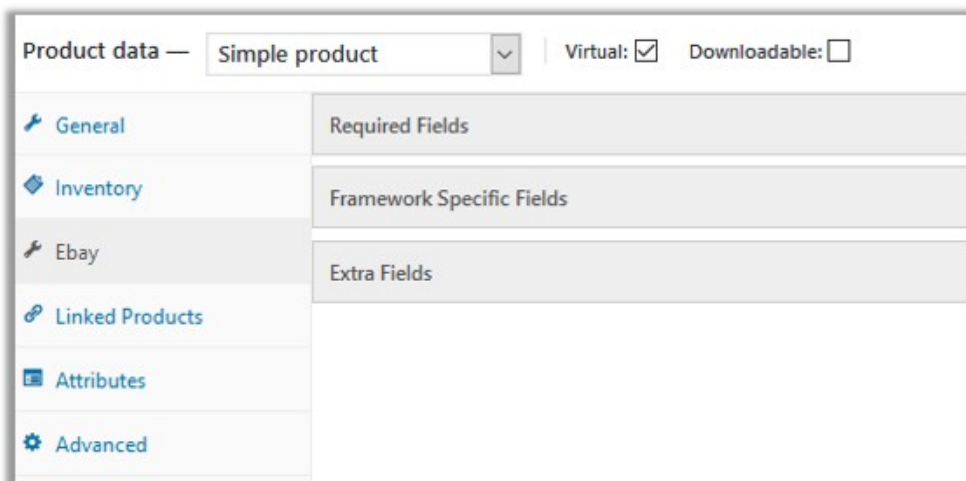 Product data — Simple product Virtual: Downloadable:
General
Inventory
Ebay
Linked Products
Attributes
Advanced
Required Fields
Framework Specific Fields
Extra Fields